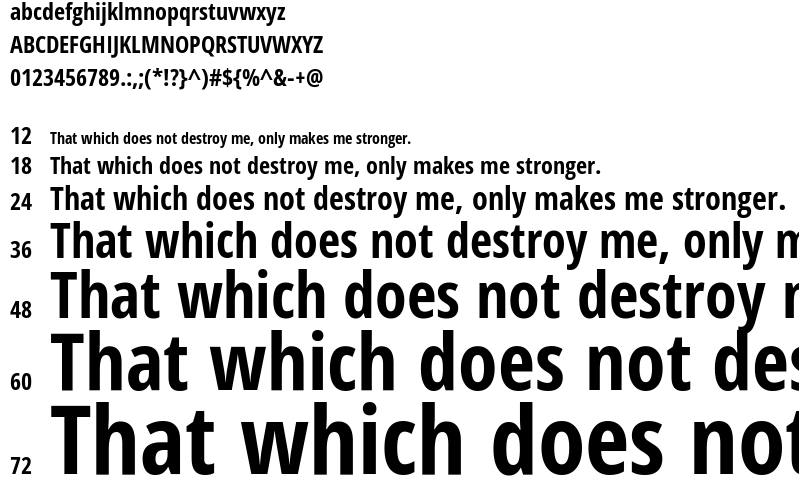 abcdefghijklmnopqrstuvwxyz
ABCDEFGHIJKLMNOPQRSTUVWXYZ
0123456789.:,;(*!?}^)#${%^&-+@
12 That which does not destroy me, only makes me stronger.
18 That which does not destroy me, only makes me stronger.
24 That which does not destroy me, only makes me stronger.
36 That which does not destroy me, only m
48 That which does not destroy
60 That which does not des
72 That which does not